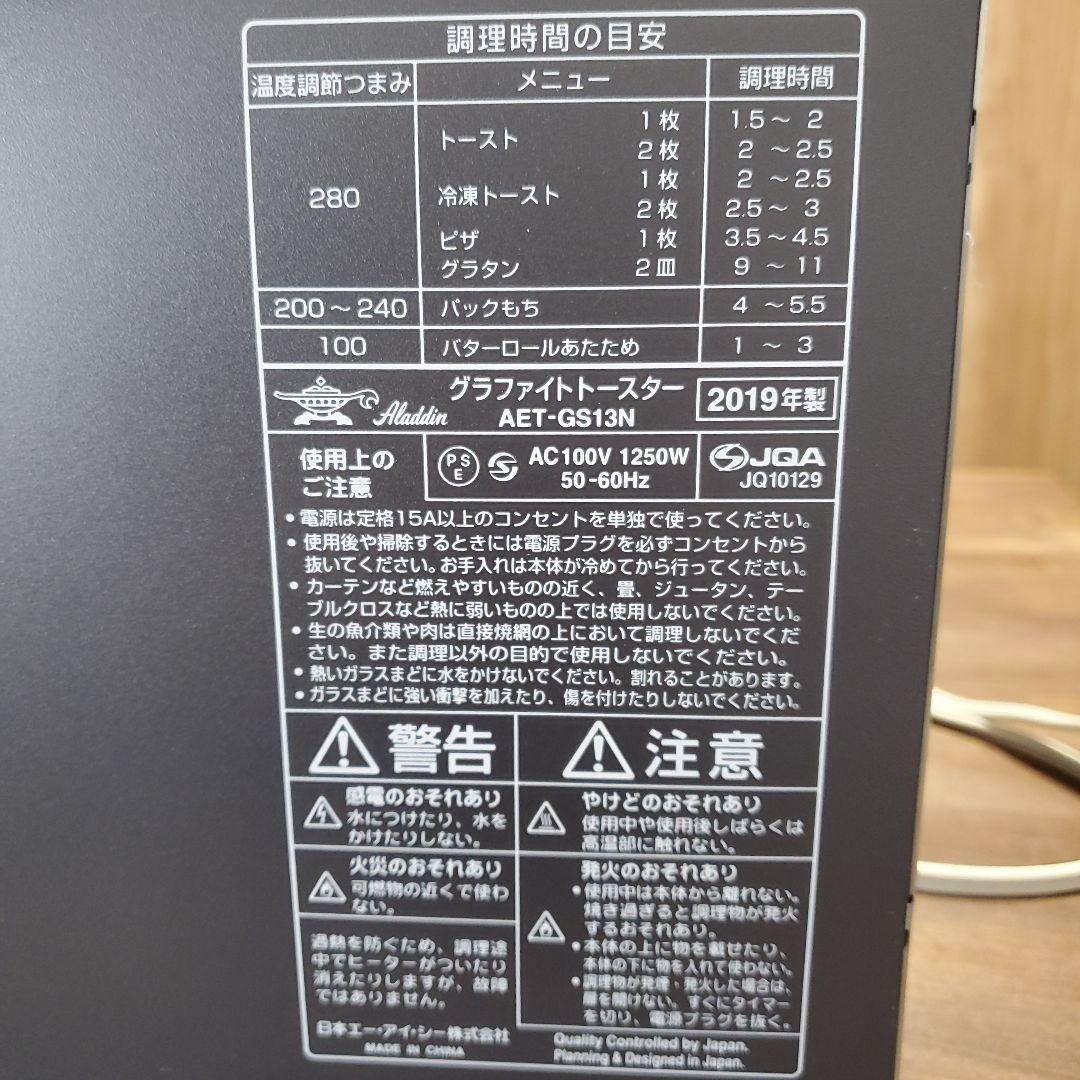 調理時間の目安
温度調節つまみ メニュー 調理時間
280
トースト 1枚 1.5～ 2
2枚 2 ～2.5
冷凍トースト 1枚 2 ～2.5
2枚 2.5～ 3
ピザ 1枚 3.5～4.5
グラタン 2皿 9 ～11
200～240 パックもち 4 ～5.5
100 バターロールあたため 1 ～ 3
Aladdin
グラファイトトースター
AET-GS13N
2019年製
使用上の
ご注意
PSE
AC100V 1250W
50-60Hz
JQA
JQ10129
•電源は定格15A以上のコンセントを単独で使ってください。
•使用後や掃除するときには電源プラグを必ずコンセントから
抜いてください。お手入れは本体が冷めてから行ってください。
•カーテンなど燃えやすいものの近く、畳、ジュータン、テー
ブルクロスなど熱に弱いものの上では使用しないでください。
•生の魚介類や肉は直接焼網の上において調理しないでくだ
さい。また調理以外の目的で使用しないでください。
•熱いガラスまどに水をかけないでください。割れることがあります。
•ガラスまどに強い衝撃を加えたり、傷を付けたりしないでください。
警告
感電のおそれあり
水につけたり、水を
かけたりしない。
火災のおそれあり
可燃物の近くで使わ
ない。
過熱を防ぐため、調理途
中でヒーターがついたり
消えたりしますが、故障
ではありません。
日本エー・アイ・シー株式会社
MADE IN CHINA
注意
やけどのおそれあり
使用中や使用後しばらくは
高温部に触れない。
発火のおそれあり
•使用中は本体から離れない。
焼き過ぎると調理物が発火
するおそれあり。
•本体の上に物を載せたり、
本体の下に物を入れて使わない。
•調理物が発煙・発火した場合は、
扉を開けない。すぐにタイマー
を切り、電源プラグを抜く。
Quality Controlled by Japan.
Planning & Designed in Japan.